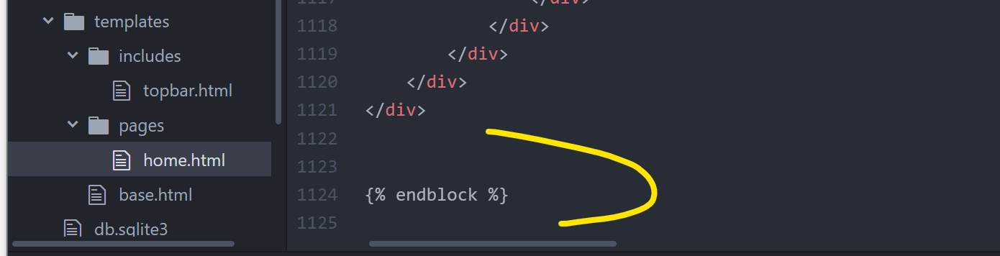 templates
includes
topbar.html
pages
home.html
base.html
db.sqlite3
1117 </div>
1118 </div>
1119 </div>
1120 </div>
1121 </div>
1122
1123
1124 {% endblock %}
1125